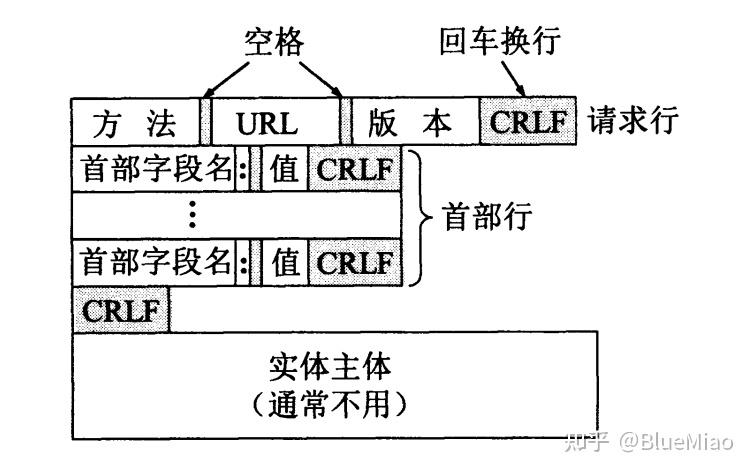 空格 回车换行
方 法 URL 版 本 CRLF 请求行
首部字段名: 值 CRLF
⋮ 首部行
首部字段名: 值 CRLF
CRLF
实体主体
（通常不用）
知乎 @BlueMiao